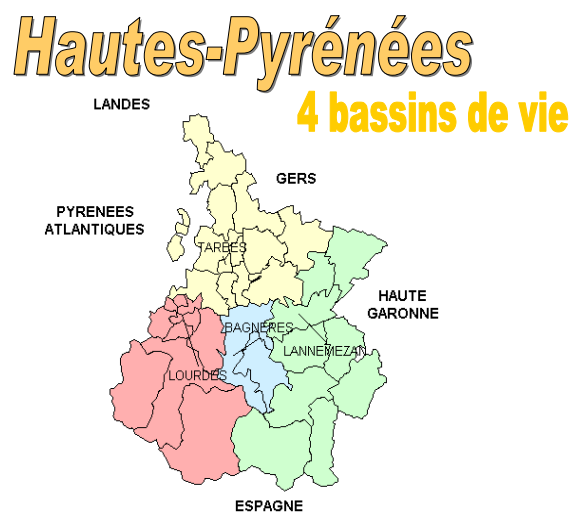 Hautes-Pyrénées
4 bassins de vie
LANDES
GERS
PYRENEES
ATLANTIQUES
TARBES
HAUTE
GARONNE
BAGNERES
LANNEMEZAN
LOURDES
ESPAGNE